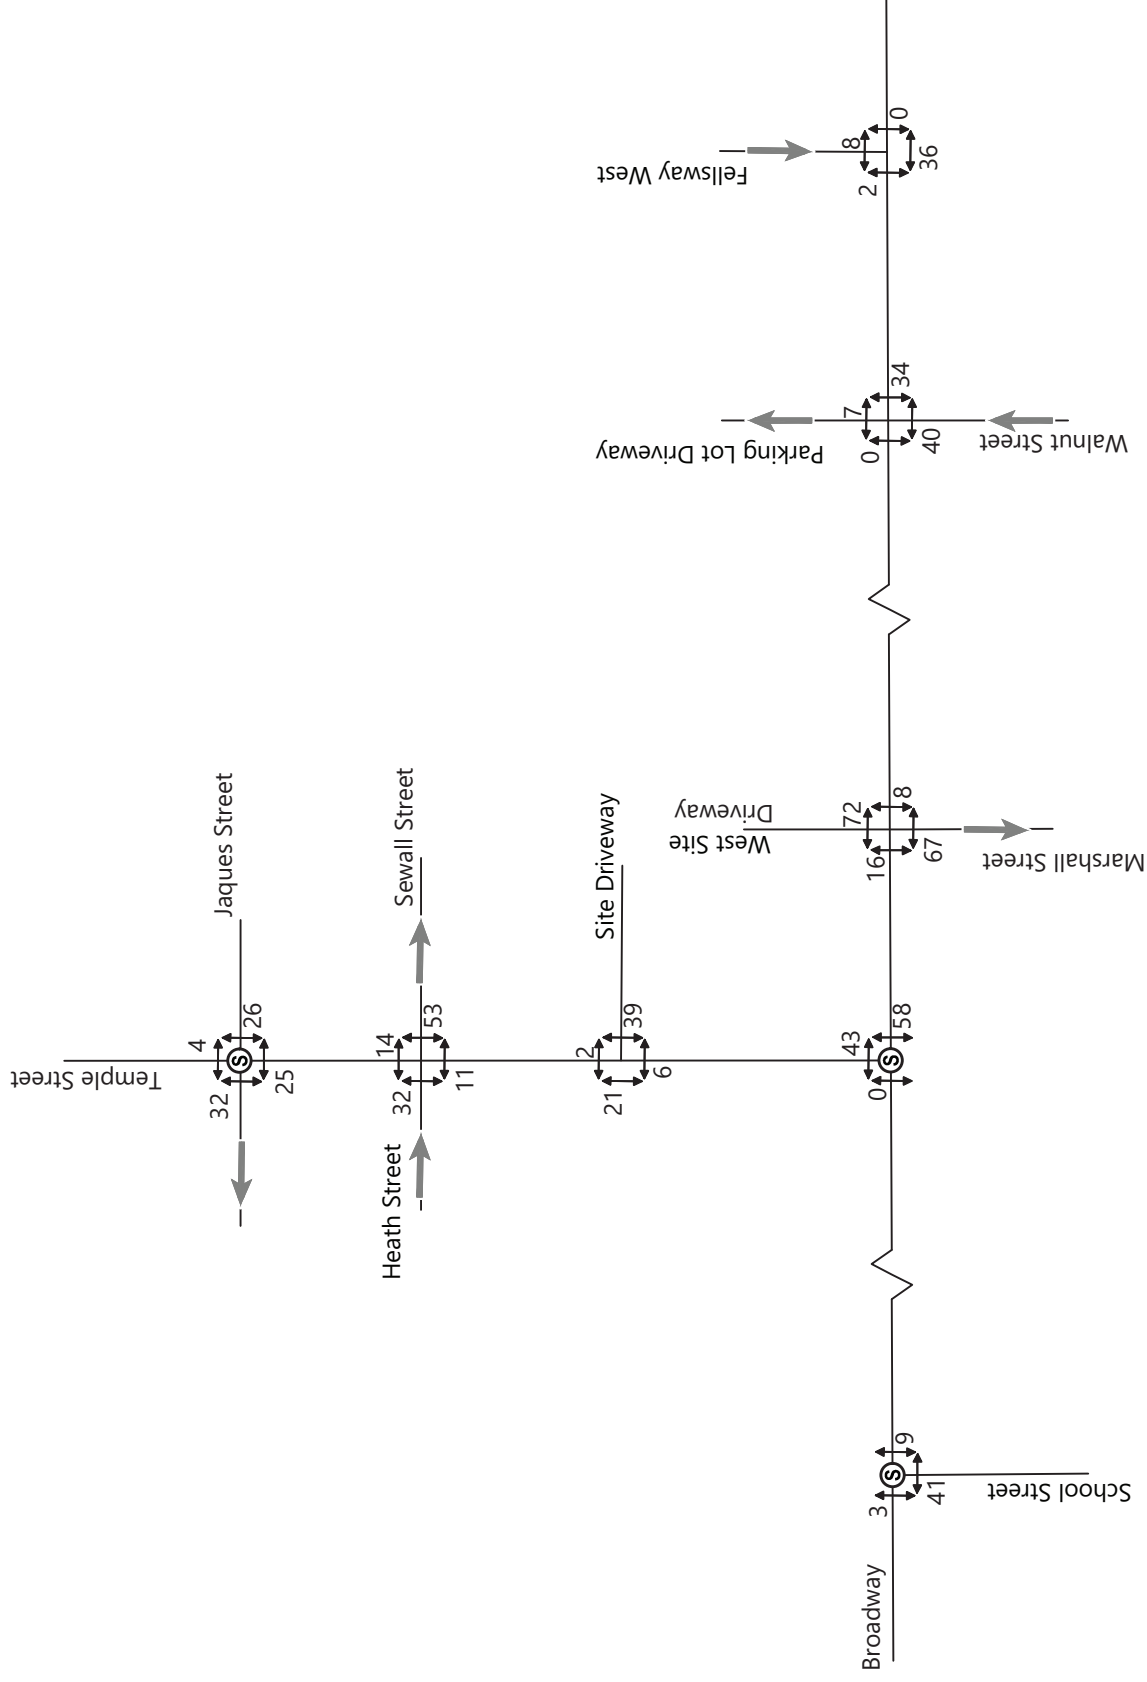 0
8
2
36
Fellsway West
34
7
0
40
Parking Lot Driveway
Walnut Street
Jaques Street
Sewall Street
Site Driveway
West Site
Driveway
72
8
16
67
Marshall Street
Temple Street
4
26
S
32
25
14
53
32
11
Heath Street
2
39
21
6
43
58
S
0
9
S
3
41
School Street
Broadway